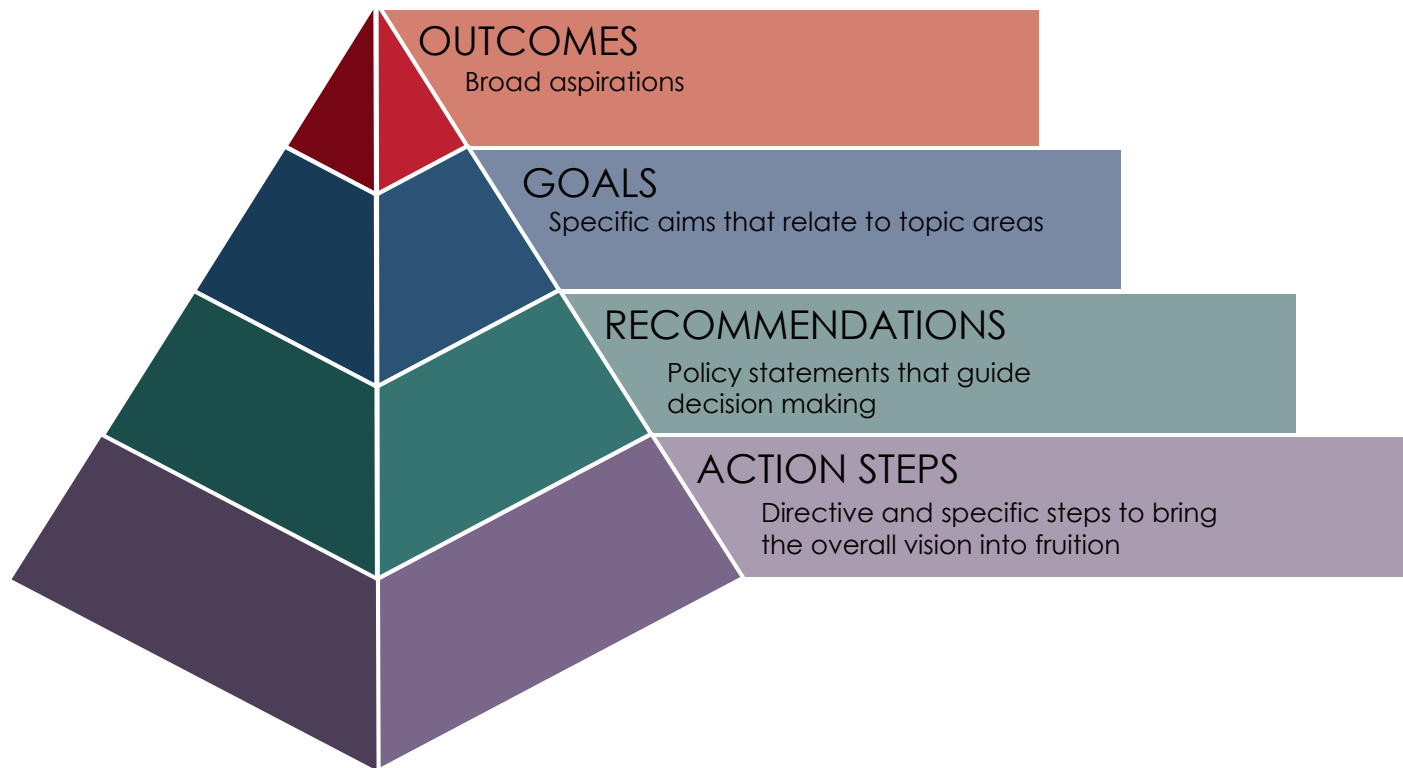 OUTCOMES
Broad aspirations
GOALS
Specific aims that relate to topic areas
RECOMMENDATIONS
Policy statements that guide
decision making
ACTION STEPS
Directive and specific steps to bring
the overall vision into fruition